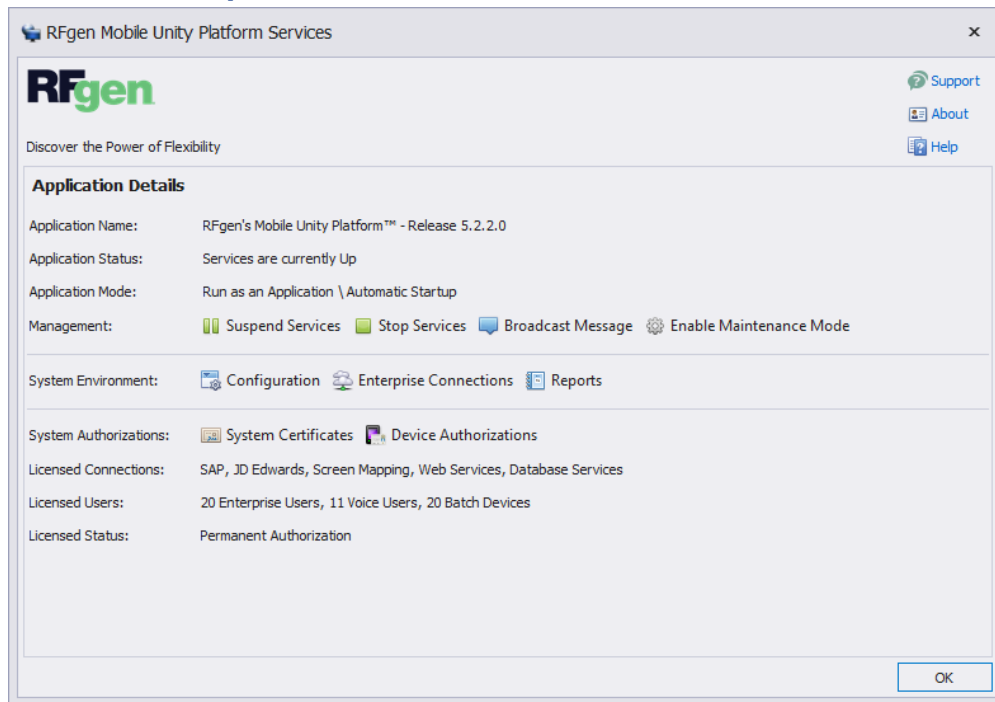 RFgen Mobile Unity Platform Services
RFgen
Support
About
Discover the Power of Flexibility
Help
Application Details
Application Name: RFgen's Mobile Unity Platform™ - Release 5.2.2.0
Application Status: Services are currently Up
Application Mode: Run as an Application \ Automatic Startup
Management: Suspend Services Stop Services Broadcast Message Enable Maintenance Mode
System Environment: Configuration Enterprise Connections Reports
System Authorizations: System Certificates Device Authorizations
Licensed Connections: SAP, JD Edwards, Screen Mapping, Web Services, Database Services
Licensed Users: 20 Enterprise Users, 11 Voice Users, 20 Batch Devices
Licensed Status: Permanent Authorization
OK